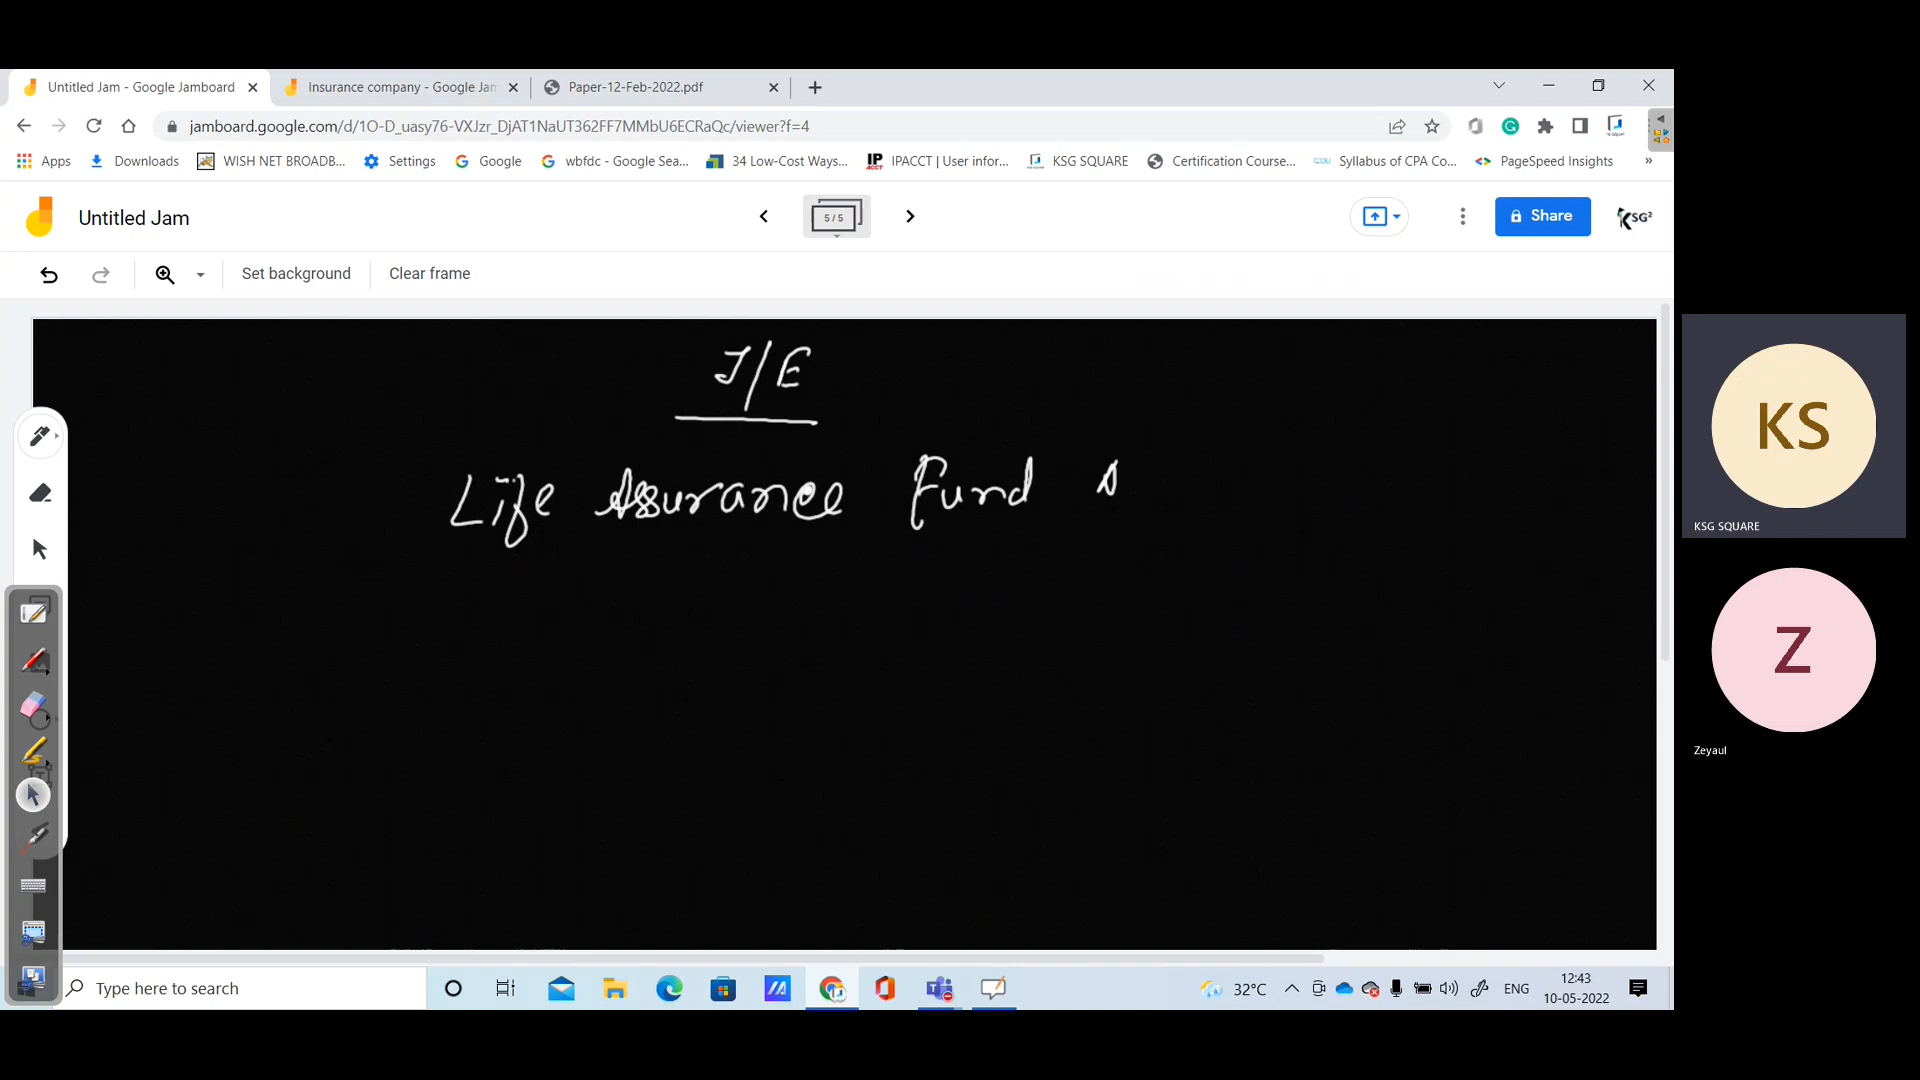 Untitled Jam - Google Jamboard
Insurance company - Google Jam
Paper-12-Feb-2022.pdf
jamboard.google.com/d/1O-D_uasy76-VXJzr_DjAT1NaUT362FF7MMbU6ECRaQc/viewer?f=4
Apps
Downloads
WISH NET BROADB...
Settings
Google
wbfdc - Google Sea...
34 Low-Cost Ways...
IPACCT | User infor...
KSG SQUARE
Certification Course...
Syllabus of CPA Co...
PageSpeed Insights
»
Untitled Jam
5 / 5
Share
KSG²
Set background
Clear frame
J/E
Life Assurance Fund A
KS
KSG SQUARE
Z
Zeyaul
Type here to search
32°C
ENG
12:43
10-05-2022